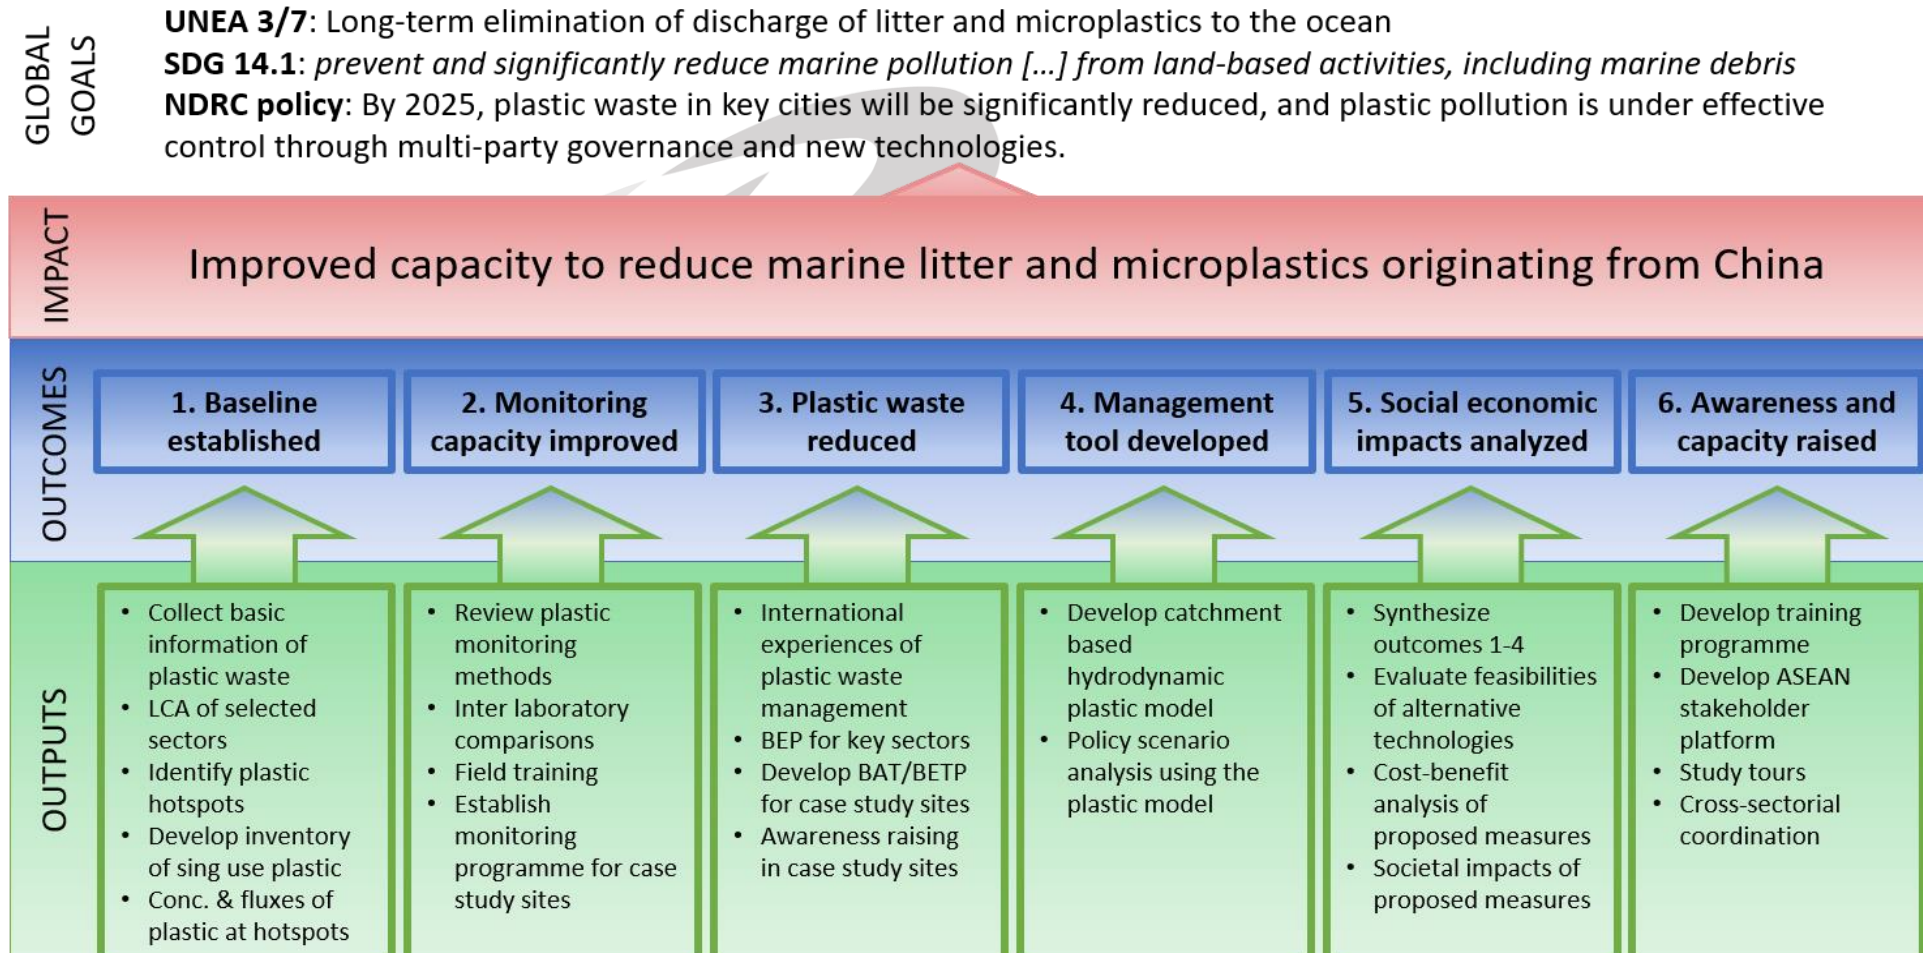 GLOBAL
GOALS
UNEA 3/7: Long-term elimination of discharge of litter and microplastics to the ocean
SDG 14.1: prevent and significantly reduce marine pollution [...] from land-based activities, including marine debris
NDRC policy: By 2025, plastic waste in key cities will be significantly reduced, and plastic pollution is under effective
control through multi-party governance and new technologies.
IMPACT
Improved capacity to reduce marine litter and microplastics originating from China
OUTCOMES
1. Baseline
established
2. Monitoring
capacity improved
3. Plastic waste
reduced
4. Management
tool developed
5. Social economic
impacts analyzed
6. Awareness and
capacity raised
OUTPUTS
• Collect basic
information of
plastic waste
• LCA of selected
sectors
• Identify plastic
hotspots
• Develop inventory
of sing use plastic
• Conc. & fluxes of
plastic at hotspots
• Review plastic
monitoring
methods
• Inter laboratory
comparisons
• Field training
• Establish
monitoring
programme for case
study sites
• International
experiences of
plastic waste
management
• BEP for key sectors
• Develop BAT/BETP
for case study sites
• Awareness raising
in case study sites
• Develop catchment
based
hydrodynamic
plastic model
• Policy scenario
analysis using the
plastic model
• Synthesize
outcomes 1-4
• Evaluate feasibilities
of alternative
technologies
• Cost-benefit
analysis of
proposed measures
• Societal impacts of
proposed measures
• Develop training
programme
• Develop ASEAN
stakeholder
platform
• Study tours
• Cross-sectorial
coordination